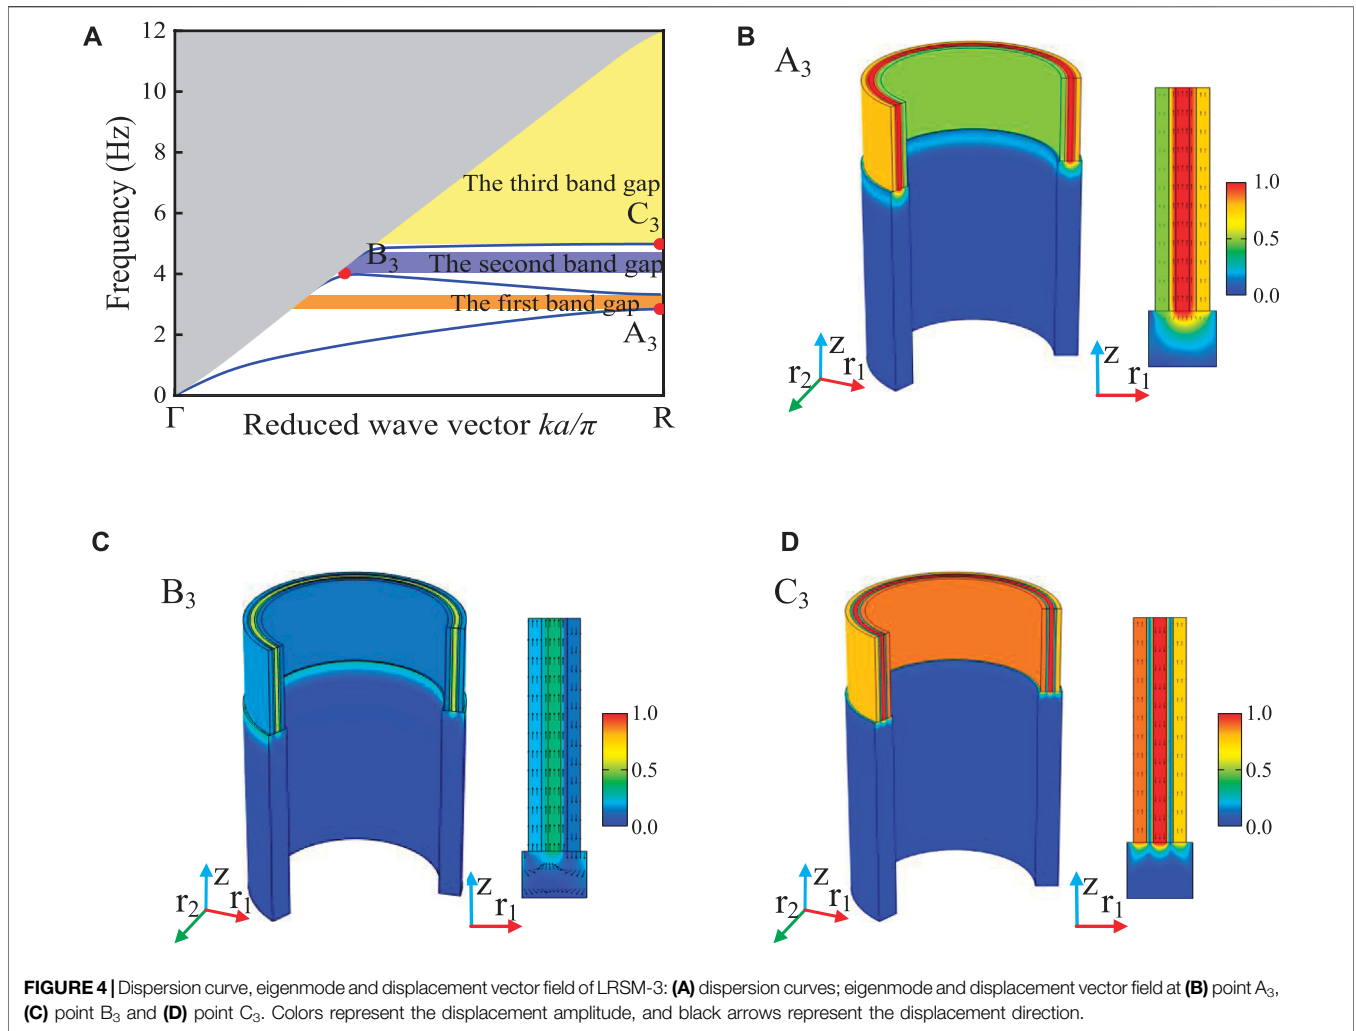 A
12
10
8
6
4
2
0
Frequency (Hz)
The third band gap
C3
B3
The second band gap
The first band gap
A3
Γ
R
Reduced wave vector ka/π
B
A3
1.0
0.5
0.0
z
r2
r1
z
r1
C
B3
1.0
0.5
0.0
z
r2
r1
z
r1
D
C3
1.0
0.5
0.0
z
r2
r1
z
r1
FIGURE 4 | Dispersion curve, eigenmode and displacement vector field of LRSM-3: (A) dispersion curves; eigenmode and displacement vector field at (B) point A3,
(C) point B3 and (D) point C3. Colors represent the displacement amplitude, and black arrows represent the displacement direction.